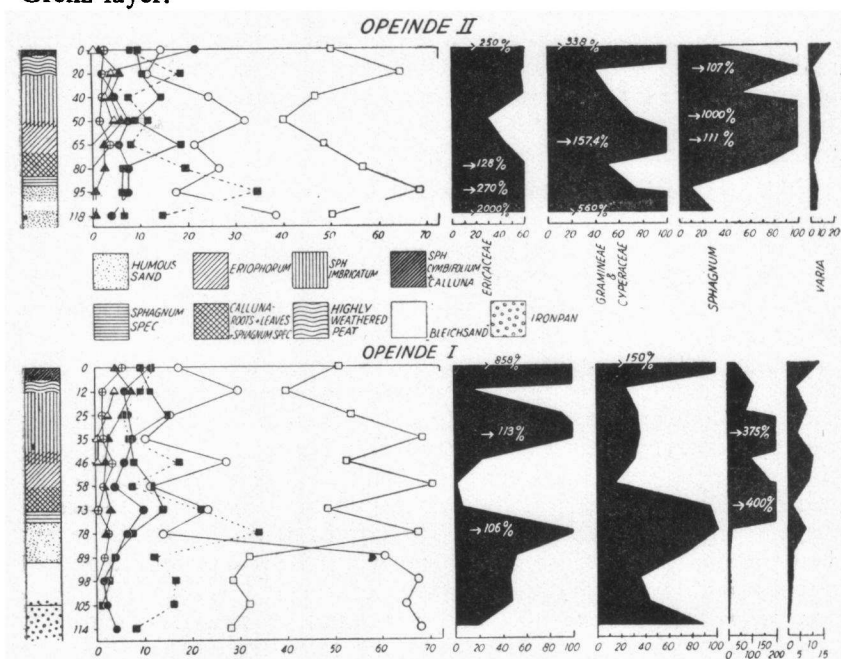 Grenz layer.
OPEINDE II
0
20
40
50
65
80
95
118
0 10 20 30 40 50 60 70
→250%
→128%
→270%
→2000%
0 20 40 60
ERICACEAE
→338%
→157.4%
→560%
0 20 40 60 80 100
GRAMINEAE & CYPERACEAE
→107%
→1000%
→111%
0 20 40 60 80 100
SPHAGNUM
0 10 20
VARIA
HUMOUS SAND
ERIOPHORUM
SPH IMBRICATUM
SPH CYMBIFOLIUM + CALLUNA
SPHAGNUM SPEC
CALLUNA-ROOTS + LEAVES + SPHAGNUM SPEC
HIGHLY WEATHERED PEAT
BLEICHSAND
IRONPAN
OPEINDE I
0
12
25
35
46
58
73
78
89
98
105
114
0 10 20 30 40 50 60 70
858%
→113%
→106%
0 20 40 60 80 100
150%
0 20 40 60 80 100
→375%
→400%
50 150
0 100 200
5 15
0 10